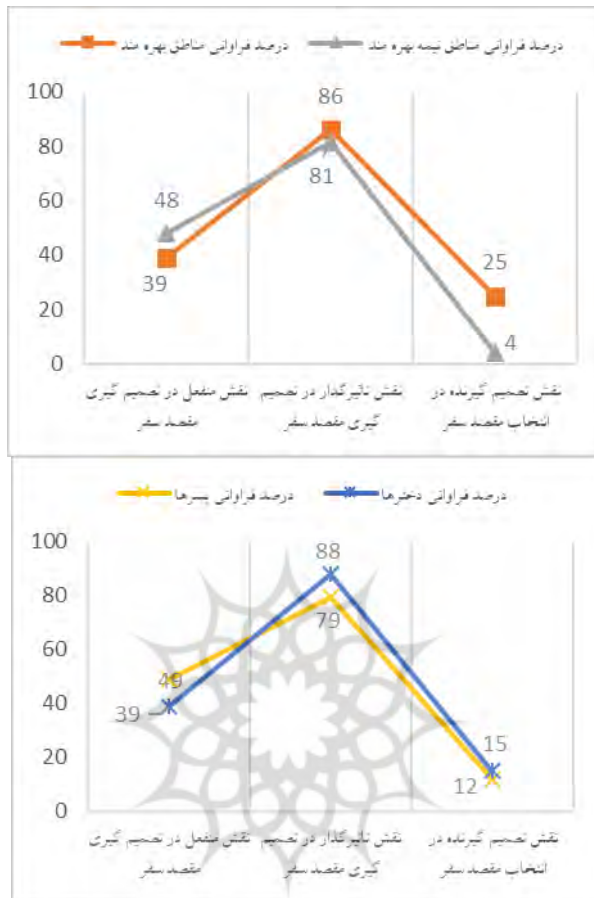 درصد فراوانی مناطق بهره مند درصد فراوانی مناطق نیمه بهره مند
100
80
60
40
20
0
48
39
86
81
25
4
نقش منفعل در تصمیم گیری
مقصد سفر
نقش تاثیرگذار در تصمیم
گیری مقصد سفر
نقش تصمیم گیرنده در
انتخاب مقصد سفر
درصد فراوانی پسرها درصد فراوانی دخترها
100
80
60
40
20
0
49
39
88
79
15
12
نقش منفعل در تصمیم گیری
مقصد سفر
نقش تاثیرگذار در تصمیم
گیری مقصد سفر
نقش تصمیم گیرنده در
انتخاب مقصد سفر